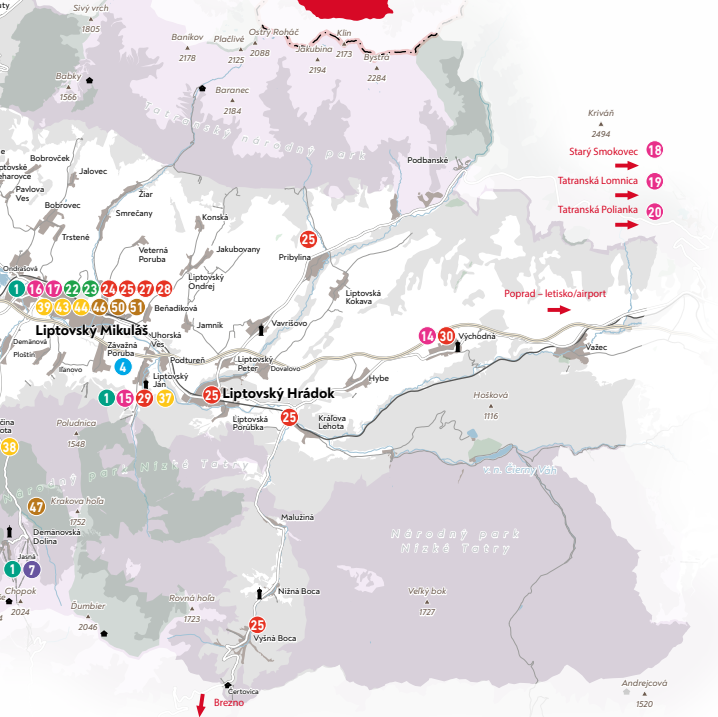 Sivý vrch
1805
Baníkov
2178
Plačlivé
2125
Ostrý Roháč
2088
Klin
2173
Jakubina
2194
Bystrá
2284
Babky
1566
Baranec
2184
Tatranský národný park
Kriváň
2494
Starý Smokovec 18
Tatranská Lomnica 19
Tatranská Polianka 20
Podbanské
Bobrovček
Jalovec
Pavlova
Ves
Bobrovec
Žiar
Smrečany
Trstené
Konská
Veterná
Poruba
Jakubovany
25
Pribylina
Ondrašová
Liptovský
Ondrej
Liptovská
Kokava
Poprad – letisko/airport
1 16 17 22 23 24 25 27 28
39 43 44 46 50 51
Beňadiková
Liptovský Mikuláš
Jamník
Vavrišovo
14 30 Východná
Važec
Demänová
Ploštín
Závažná
Poruba
Uhorská
Ves
4
Iľanovo
Podtureň
Liptovský
Peter
Dovalovo
Hybe
Liptovský
Ján
1 15 29 37
25 Liptovský Hrádok
25
Liptovská
Porúbka
Kráľova
Lehota
Hošková
1116
Poludnica
1548
38
Národný park Nízké Tatry
v.n. Čierny Váh
47
Krakova hoľa
1752
Demänovská
Dolina
Jasná
1 7
Malužiná
Národný park
Nízke Tatry
Chopok
2024
Ďumbier
2046
Rovná hoľa
1723
Nižná Boca
Veľký bok
1727
25
Vyšná Boca
Čertovica
Brezno
Andrejcová
1520